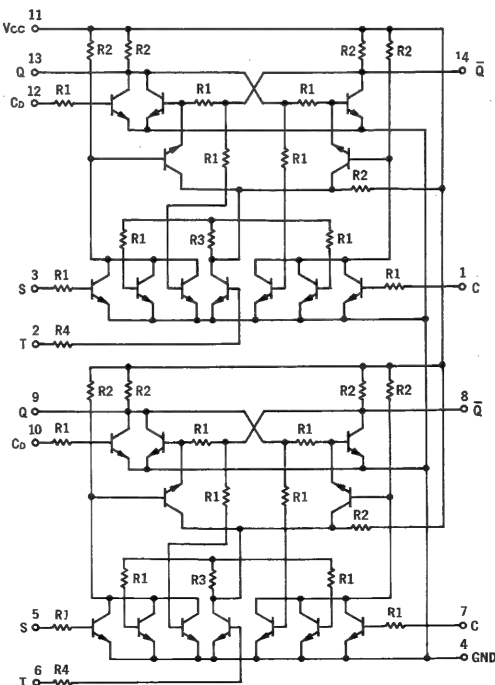 11
Vcc
R2 R2 R2 R2
13 14
Q Q̅
12
CD R1 R1 R1
R1 R1
R2
R1 R3 R1
3 1
S R1 R1 C
2
T R4
R2 R2 R2 R2
9 8
Q Q̅
10
CD R1 R1 R1
R1 R1
R2
R1 R3 R1
5 7
S R1 R1 C
4
GND
6
T R4